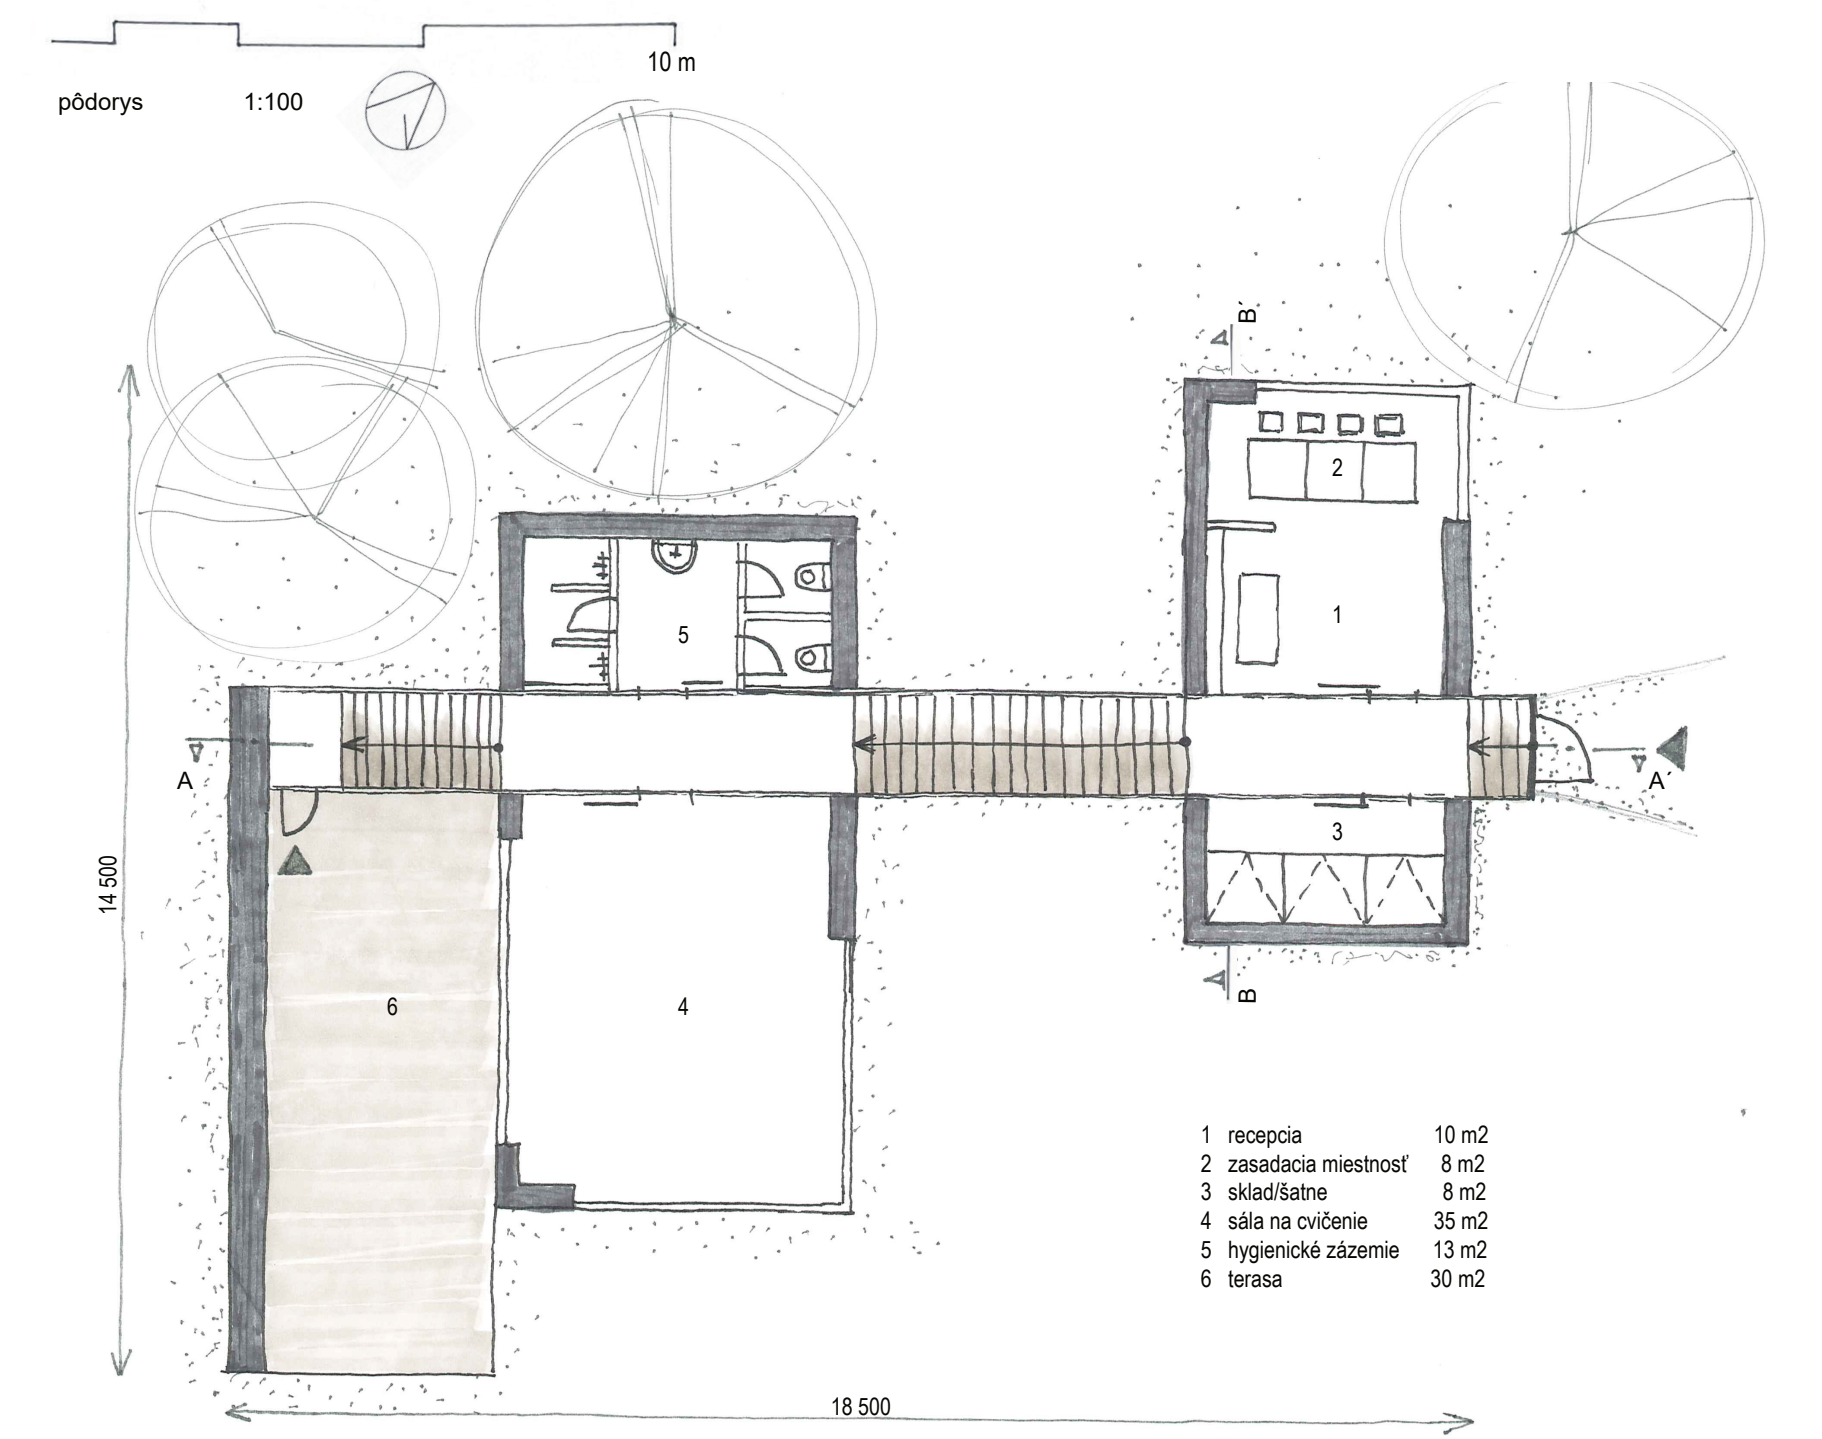 10 m
pôdorys 1:100
B´
2
1
5
A
A´
3
14 500
6
4
B
1 recepcia 10 m2
2 zasadacia miestnosť 8 m2
3 sklad/šatne 8 m2
4 sála na cvičenie 35 m2
5 hygienické zázemie 13 m2
6 terasa 30 m2
18 500